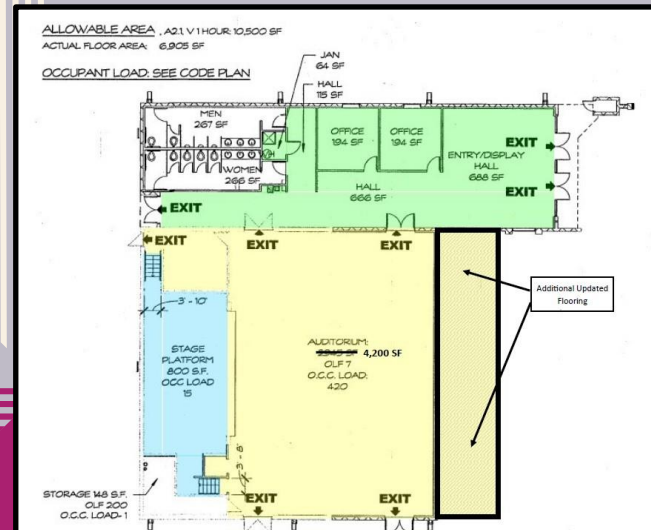 ALLOWABLE AREA , A2.1, V 1 HOUR: 10,500 SF
ACTUAL FLOOR AREA: 6,905 SF
OCCUPANT LOAD: SEE CODE PLAN
JAN
64 SF
HALL
115 SF
MEN
267 SF
OFFICE
194 SF
OFFICE
194 SF
EXIT
ENTRY/DISPLAY
HALL
688 SF
WOMEN
266 SF
HALL
666 SF
EXIT
EXIT
EXIT
EXIT
EXIT
3' - 10"
Additional Updated
Flooring
STAGE
PLATFORM
800 S.F.
OCC LOAD
15
AUDITORIUM:
4,200 SF
OLF 7
O.C.C. LOAD:
420
3' - 8"
STORAGE 148 S.F.
OLF 200
O.C.C. LOAD- 1
EXIT
EXIT